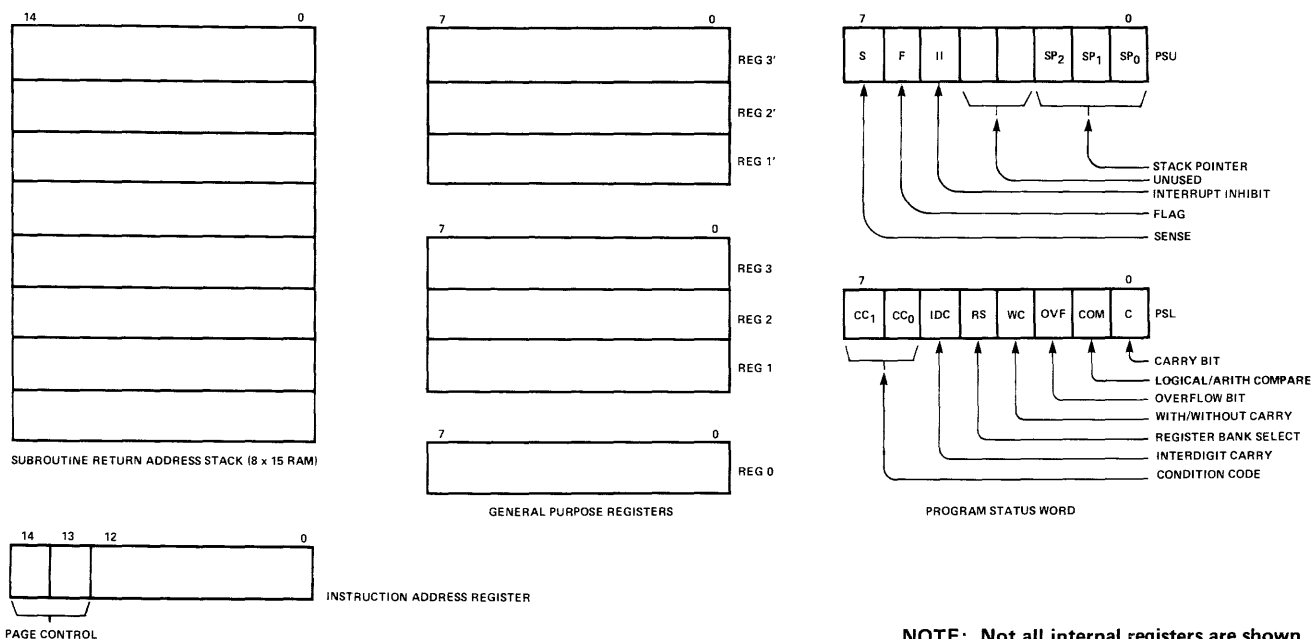 14 0
SUBROUTINE RETURN ADDRESS STACK (8 x 15 RAM)
14 13 12 0
INSTRUCTION ADDRESS REGISTER
PAGE CONTROL
7 0
REG 3'
REG 2'
REG 1'
7 0
REG 3
REG 2
REG 1
7 0
REG 0
GENERAL PURPOSE REGISTERS
7 0
S F II SP2 SP1 SP0 PSU
STACK POINTER
UNUSED
INTERRUPT INHIBIT
FLAG
SENSE
7 0
CC1 CC0 IDC RS WC OVF COM C PSL
CARRY BIT
LOGICAL/ARITH COMPARE
OVERFLOW BIT
WITH/WITHOUT CARRY
REGISTER BANK SELECT
INTERDIGIT CARRY
CONDITION CODE
PROGRAM STATUS WORD
NOTE: Not all internal registers are shown